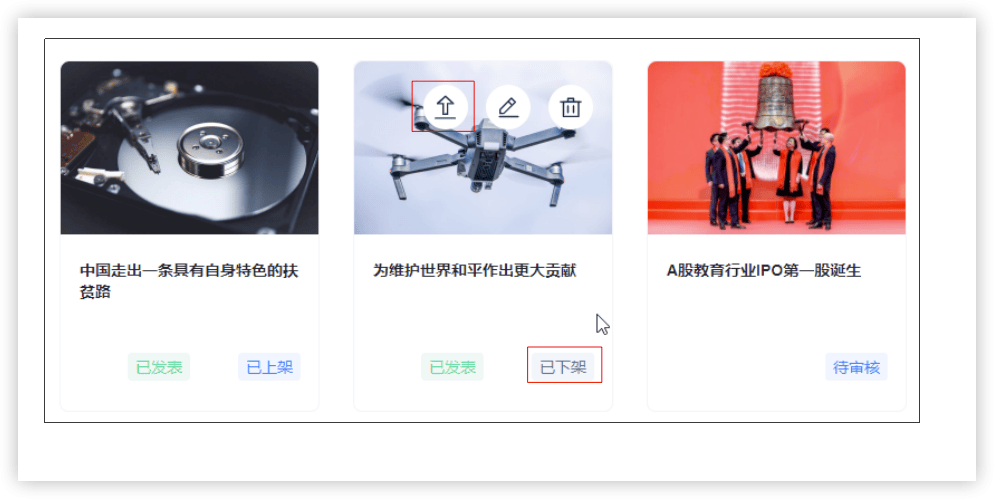 中国走出一条具有自身特色的扶
贫路
为维护世界和平作出更大贡献
A股教育行业IPO第一股诞生
已发表
已上架
已发表
已下架
待审核